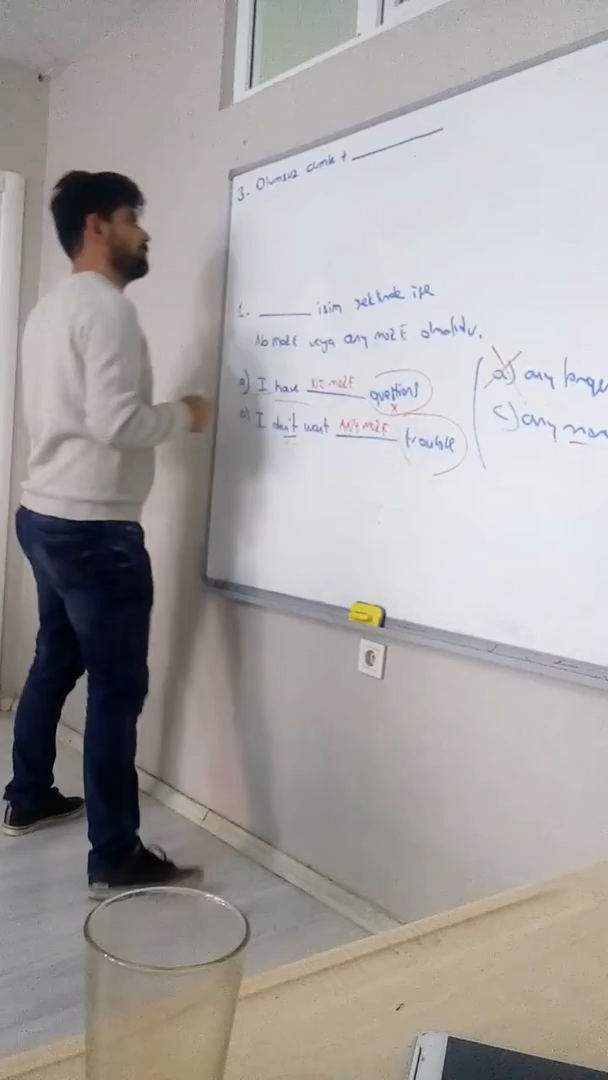 3. Olumsuz cümle + ______
1. ______ isim şeklinde ise
No more veya any more olmalıdır.
a) I have NO MORE questions
b) I don't want ANY MORE trouble
a) any longer
c) any more